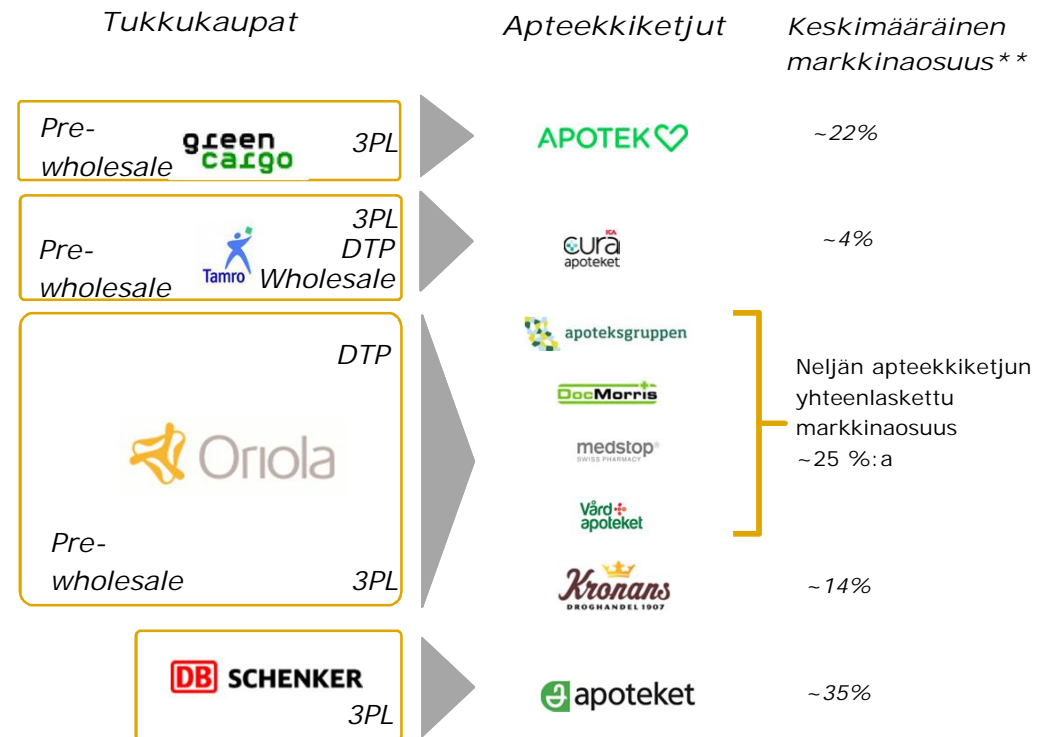 Tukkukaupat
Apteekkiketjut
Keskimääräinen
markkinaosuus**
Pre-
wholesale
green
cargo
3PL
APOTEK
~22%
Pre-
wholesale
Tamro
3PL
DTP
Wholesale
ICA
cura
apoteket
~4%
DTP
Oriola
Pre-
wholesale
3PL
apoteksgruppen
DocMorris
medstop®
SWISS PHARMACY
Vård
apoteket
Neljän apteekkiketjun
yhteenlaskettu
markkinaosuus
~25 %:a
Kronans
DROGHANDEL 1907
~14%
DB SCHENKER
3PL
apoteket
~35%